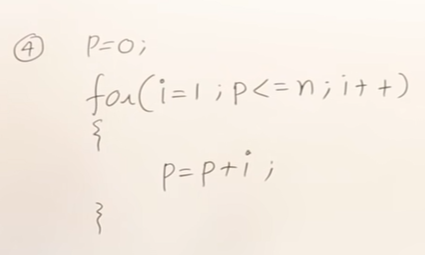 ④ P=0;
for(i=1;p<=n;i++)
{
p=p+i;
}